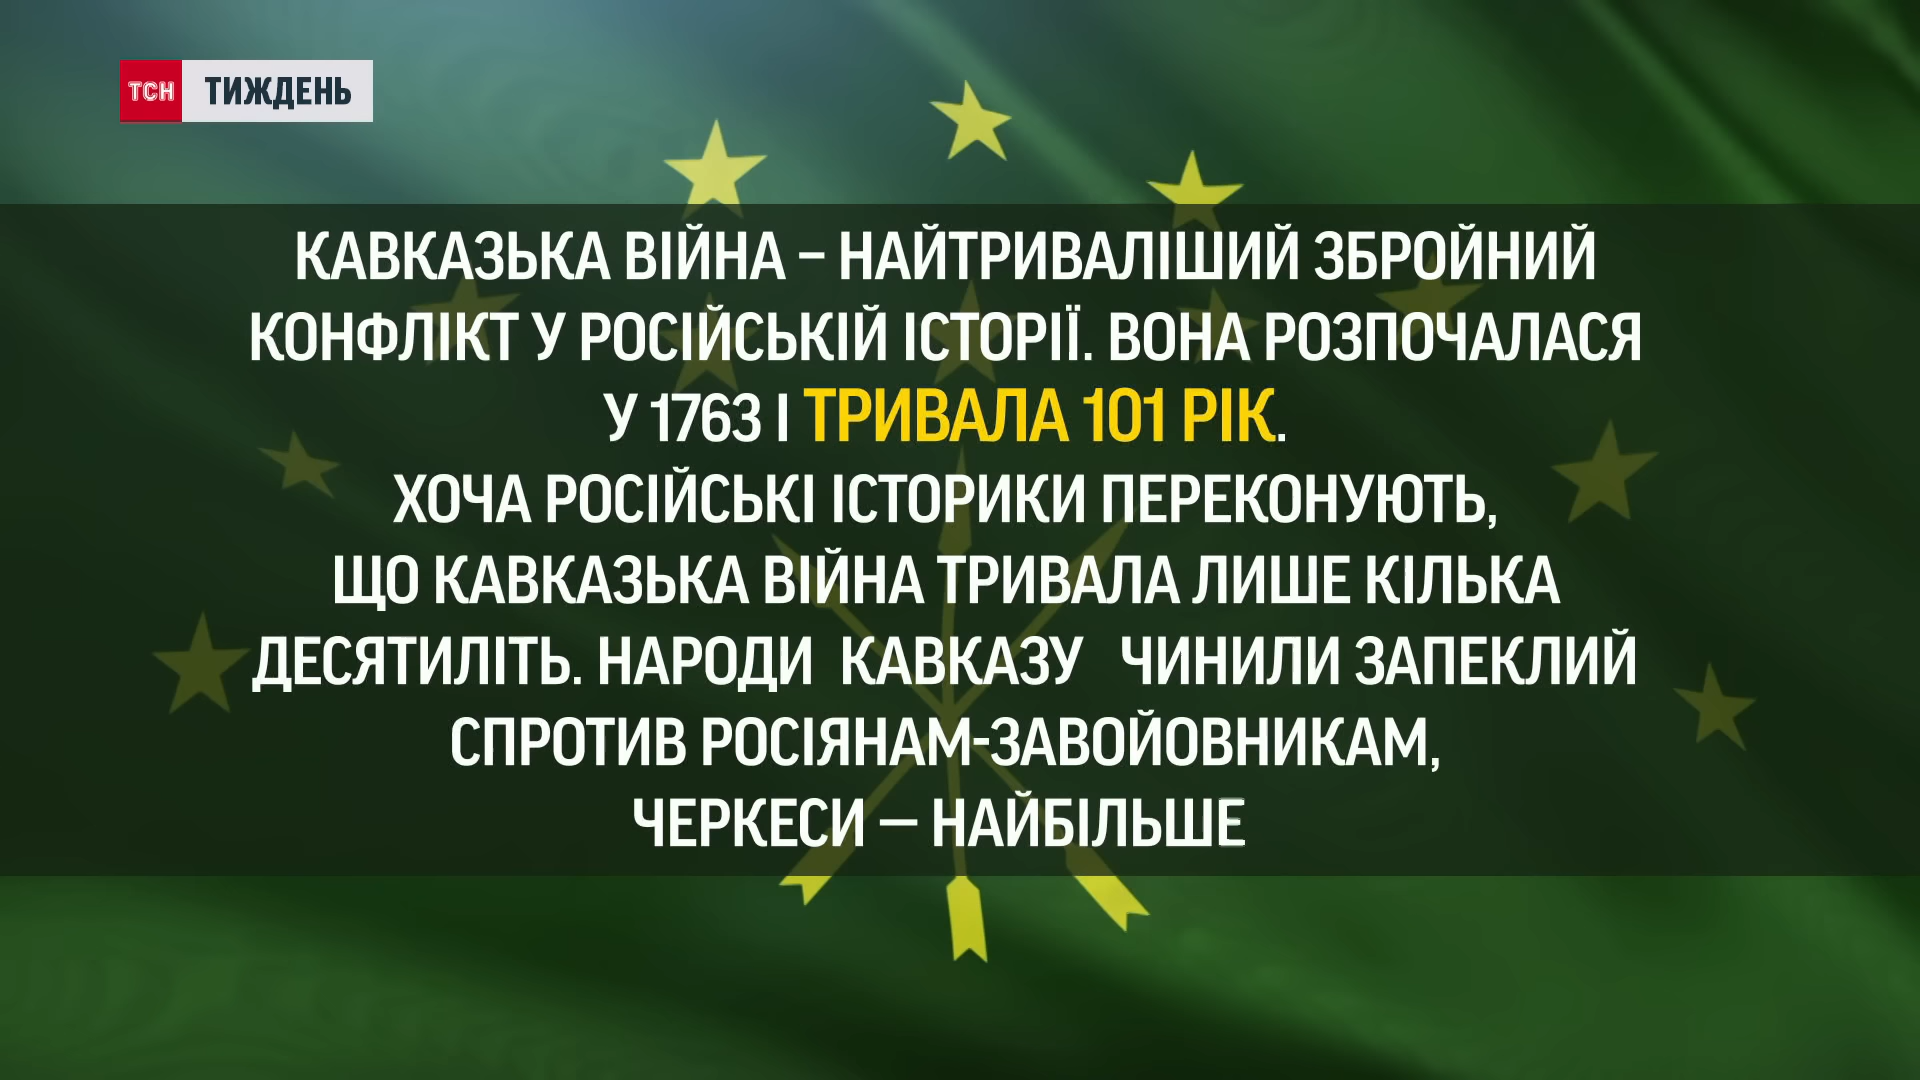 ТСН ТИЖДЕНЬ
КАВКАЗЬКА ВІЙНА – НАЙТРИВАЛІШИЙ ЗБРОЙНИЙ
КОНФЛІКТ У РОСІЙСЬКІЙ ІСТОРІЇ. ВОНА РОЗПОЧАЛАСЯ
У 1763 І ТРИВАЛА 101 РІК.
ХОЧА РОСІЙСЬКІ ІСТОРИКИ ПЕРЕКОНУЮТЬ,
ЩО КАВКАЗЬКА ВІЙНА ТРИВАЛА ЛИШЕ КІЛЬКА
ДЕСЯТИЛІТЬ. НАРОДИ КАВКАЗУ ЧИНИЛИ ЗАПЕКЛИЙ
СПРОТИВ РОСІЯНАМ-ЗАВОЙОВНИКАМ,
ЧЕРКЕСИ — НАЙБІЛЬШЕ